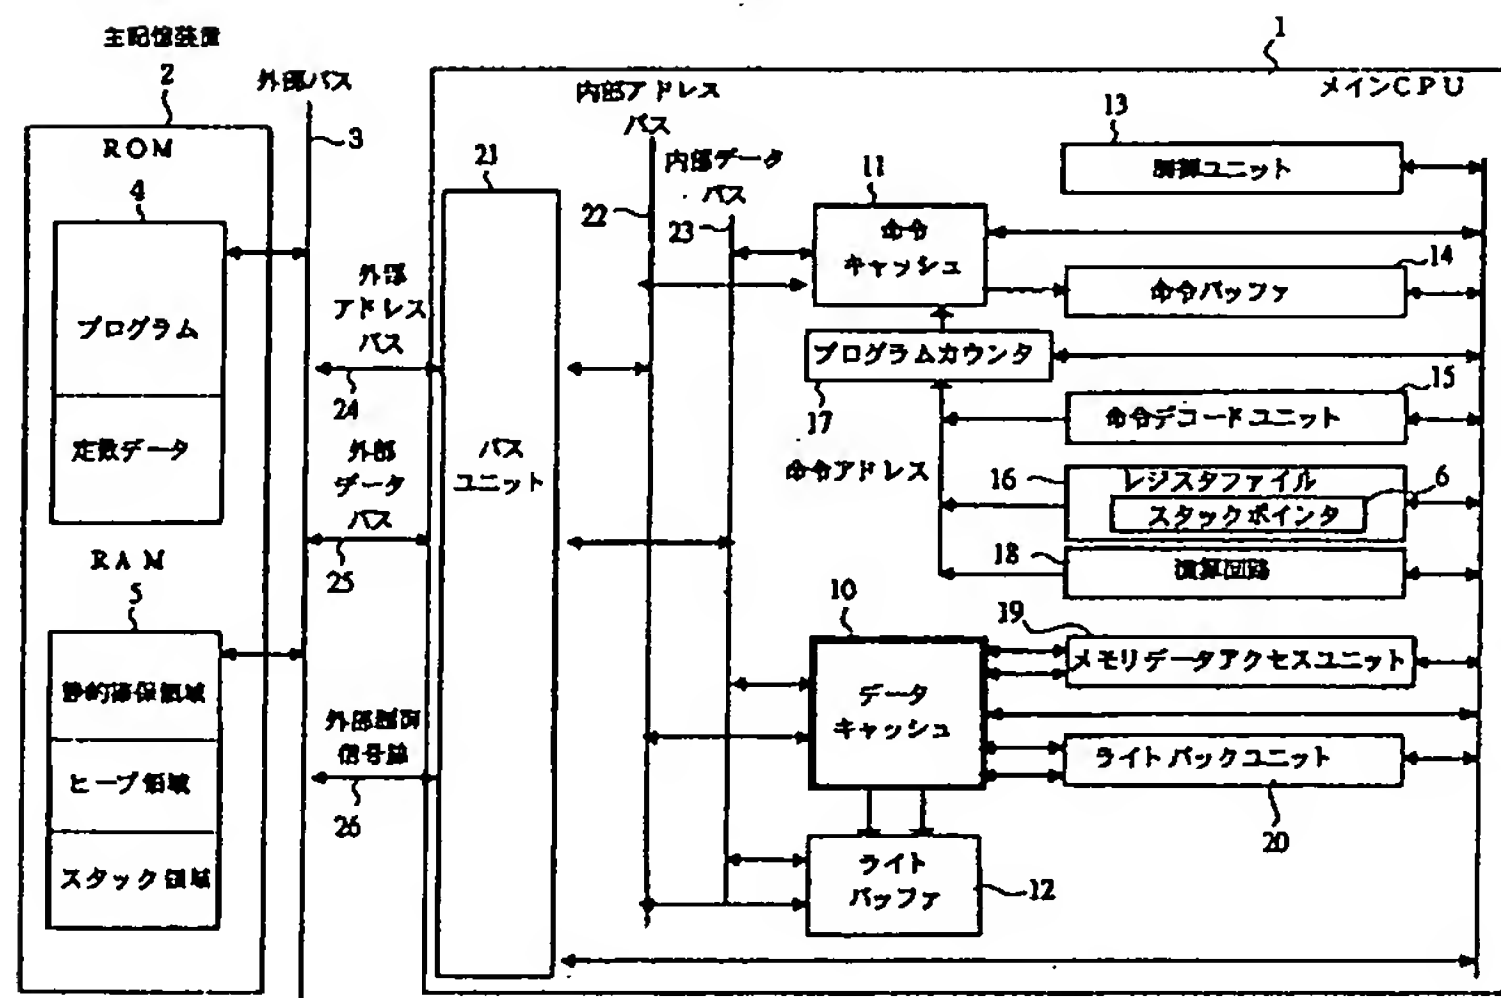 主記憶装置
2
外部バス
3
ROM
4
プログラム
定数データ
RAM
5
静的確保領域
ヒープ領域
スタック領域
外部
アドレス
バス
24
外部
データ
バス
25
外部制御
信号線
26
1
メインCPU
21
バス
ユニット
内部アドレス
バス
22
内部データ
バス
23
11
命令
キャッシュ
プログラムカウンタ
17
命令アドレス
10
データ
キャッシュ
ライト
バッファ
12
13
制御ユニット
14
命令バッファ
15
命令デコードユニット
16
レジスタファイル
6
スタックポインタ
18
演算回路
19
メモリデータアクセスユニット
ライトバックユニット
20